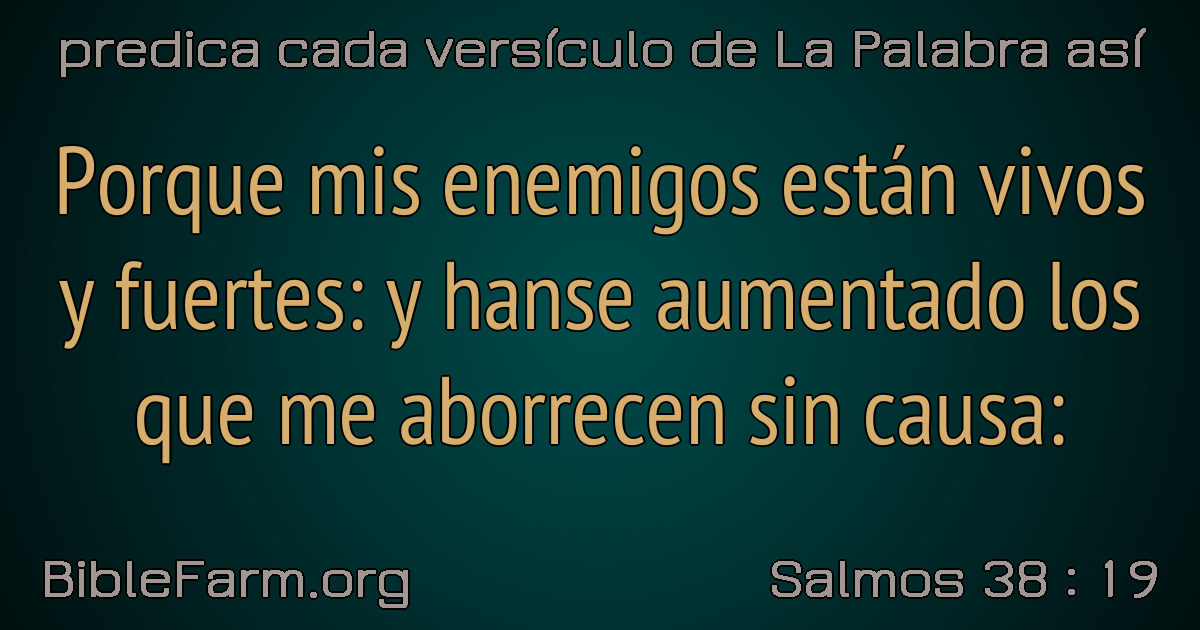 predica cada versículo de La Palabra así
Porque mis enemigos están vivos
y fuertes: y hanse aumentado los
que me aborrecen sin causa:
BibleFarm.org
Salmos 38 : 19